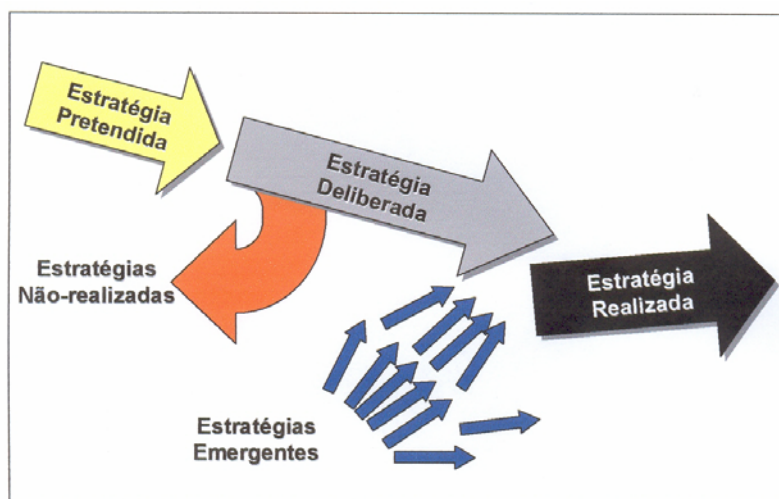 Estratégia
Pretendida
Estratégia
Deliberada
Estratégias
Não-realizadas
Estratégia
Realizada
Estratégias
Emergentes